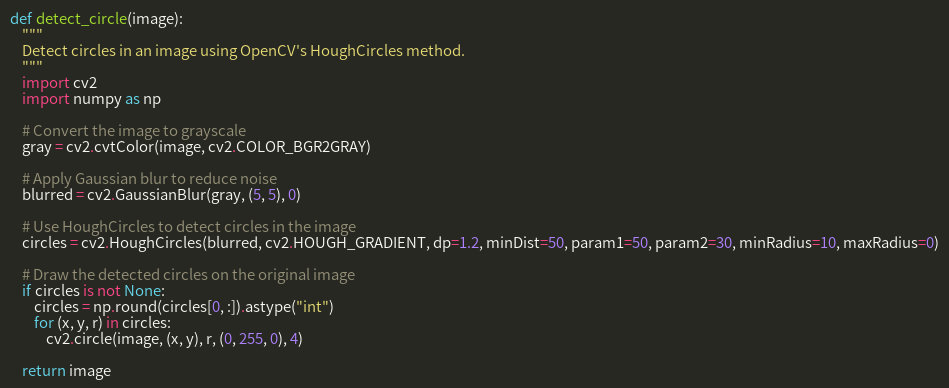 def detect_circle(image):
    """
    Detect circles in an image using OpenCV's HoughCircles method.
    """
    import cv2
    import numpy as np

    # Convert the image to grayscale
    gray = cv2.cvtColor(image, cv2.COLOR_BGR2GRAY)

    # Apply Gaussian blur to reduce noise
    blurred = cv2.GaussianBlur(gray, (5, 5), 0)

    # Use HoughCircles to detect circles in the image
    circles = cv2.HoughCircles(blurred, cv2.HOUGH_GRADIENT, dp=1.2, minDist=50, param1=50, param2=30, minRadius=10, maxRadius=0)

    # Draw the detected circles on the original image
    if circles is not None:
        circles = np.round(circles[0, :]).astype("int")
        for (x, y, r) in circles:
            cv2.circle(image, (x, y), r, (0, 255, 0), 4)

    return image